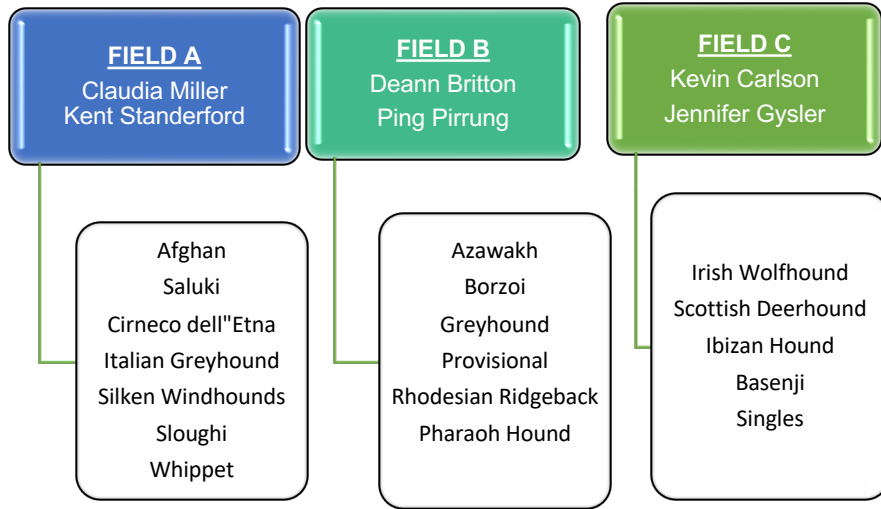 FIELD A
Claudia Miller
Kent Standerford
Afghan
Saluki
Cirneco dell"Etna
Italian Greyhound
Silken Windhounds
Sloughi
Whippet
FIELD B
Deann Britton
Ping Pirrung
Azawakh
Borzoi
Greyhound
Provisional
Rhodesian Ridgeback
Pharaoh Hound
FIELD C
Kevin Carlson
Jennifer Gysler
Irish Wolfhound
Scottish Deerhound
Ibizan Hound
Basenji
Singles